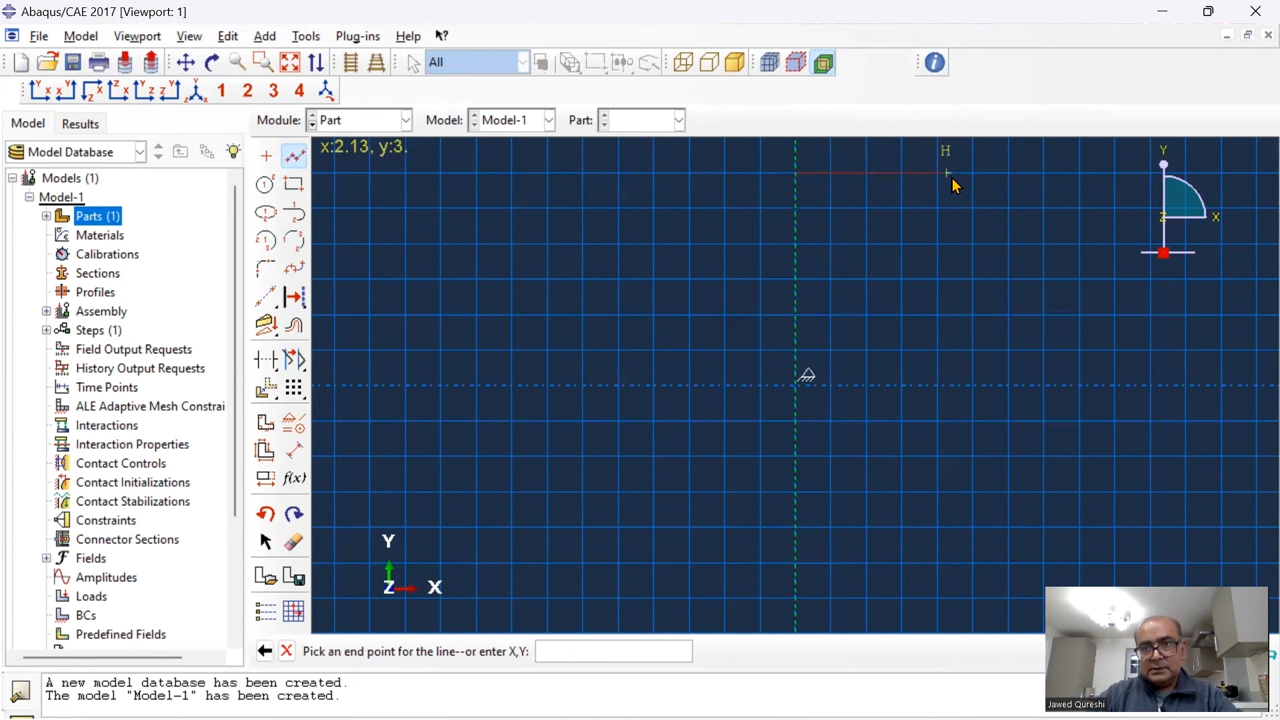 Abaqus/CAE 2017 [Viewport: 1]
File Model Viewport View Edit Add Tools Plug-ins Help
All
1 2 3 4
Model Results Module: Part Model: Model-1 Part:
Model Database
x:2.13, y:3.
H
Y
Z X
Models (1)
Model-1
Parts (1)
Materials
Calibrations
Sections
Profiles
Assembly
Steps (1)
Field Output Requests
History Output Requests
Time Points
ALE Adaptive Mesh Constrai
Interactions
Interaction Properties
Contact Controls
Contact Initializations
Contact Stabilizations
Constraints
Connector Sections
Fields
Amplitudes
Loads
BCs
Predefined Fields
f(x)
Y
Z X
Pick an end point for the line--or enter X,Y:
A new model database has been created.
The model "Model-1" has been created.
Jawed Qureshi